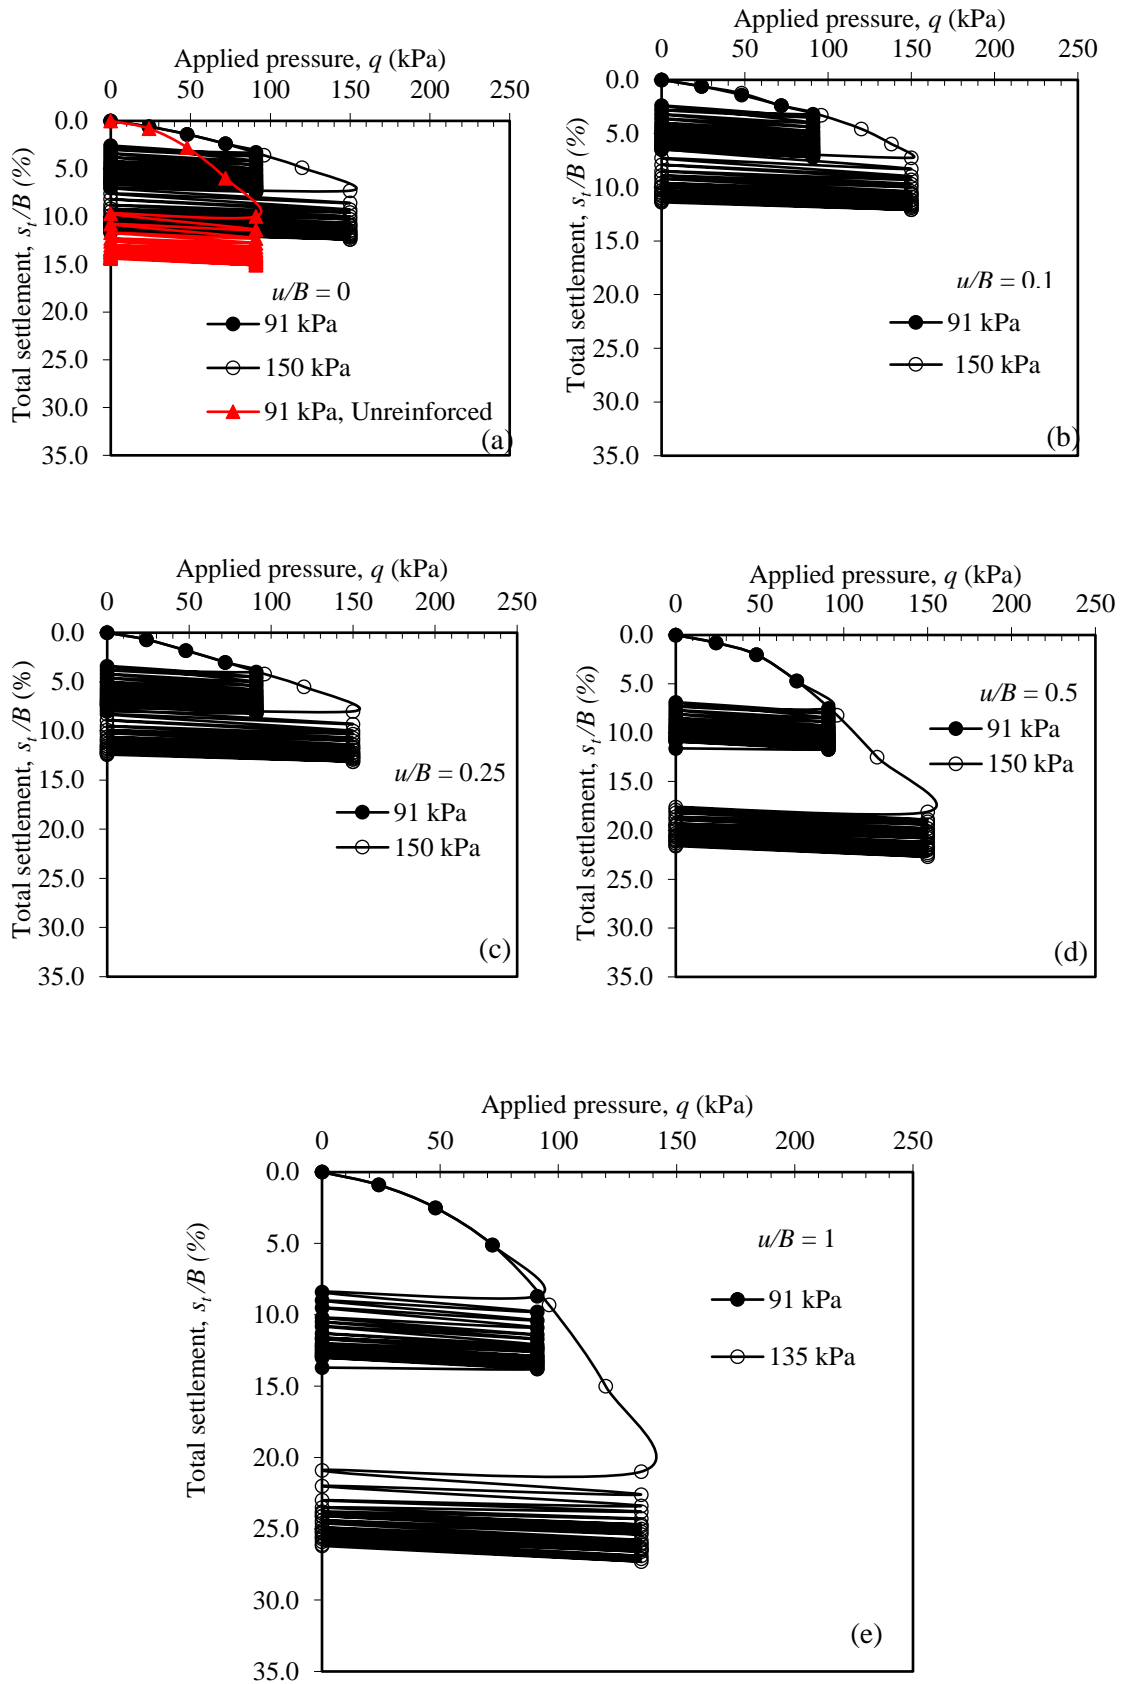 Applied pressure, q (kPa)
0 50 100 150 200 250
0.0
5.0
10.0
15.0
20.0
25.0
30.0
35.0
Total settlement, st/B (%)
u/B = 0
91 kPa
150 kPa
91 kPa, Unreinforced
(a)
Applied pressure, q (kPa)
0 50 100 150 200 250
0.0
5.0
10.0
15.0
20.0
25.0
30.0
35.0
Total settlement, st/B (%)
u/B = 0.1
91 kPa
150 kPa
(b)
Applied pressure, q (kPa)
0 50 100 150 200 250
0.0
5.0
10.0
15.0
20.0
25.0
30.0
35.0
Total settlement, st/B (%)
u/B = 0.25
91 kPa
150 kPa
(c)
Applied pressure, q (kPa)
0 50 100 150 200 250
0.0
5.0
10.0
15.0
20.0
25.0
30.0
35.0
Total settlement, st/B (%)
u/B = 0.5
91 kPa
150 kPa
(d)
Applied pressure, q (kPa)
0 50 100 150 200 250
0.0
5.0
10.0
15.0
20.0
25.0
30.0
35.0
Total settlement, st/B (%)
u/B = 1
91 kPa
135 kPa
(e)